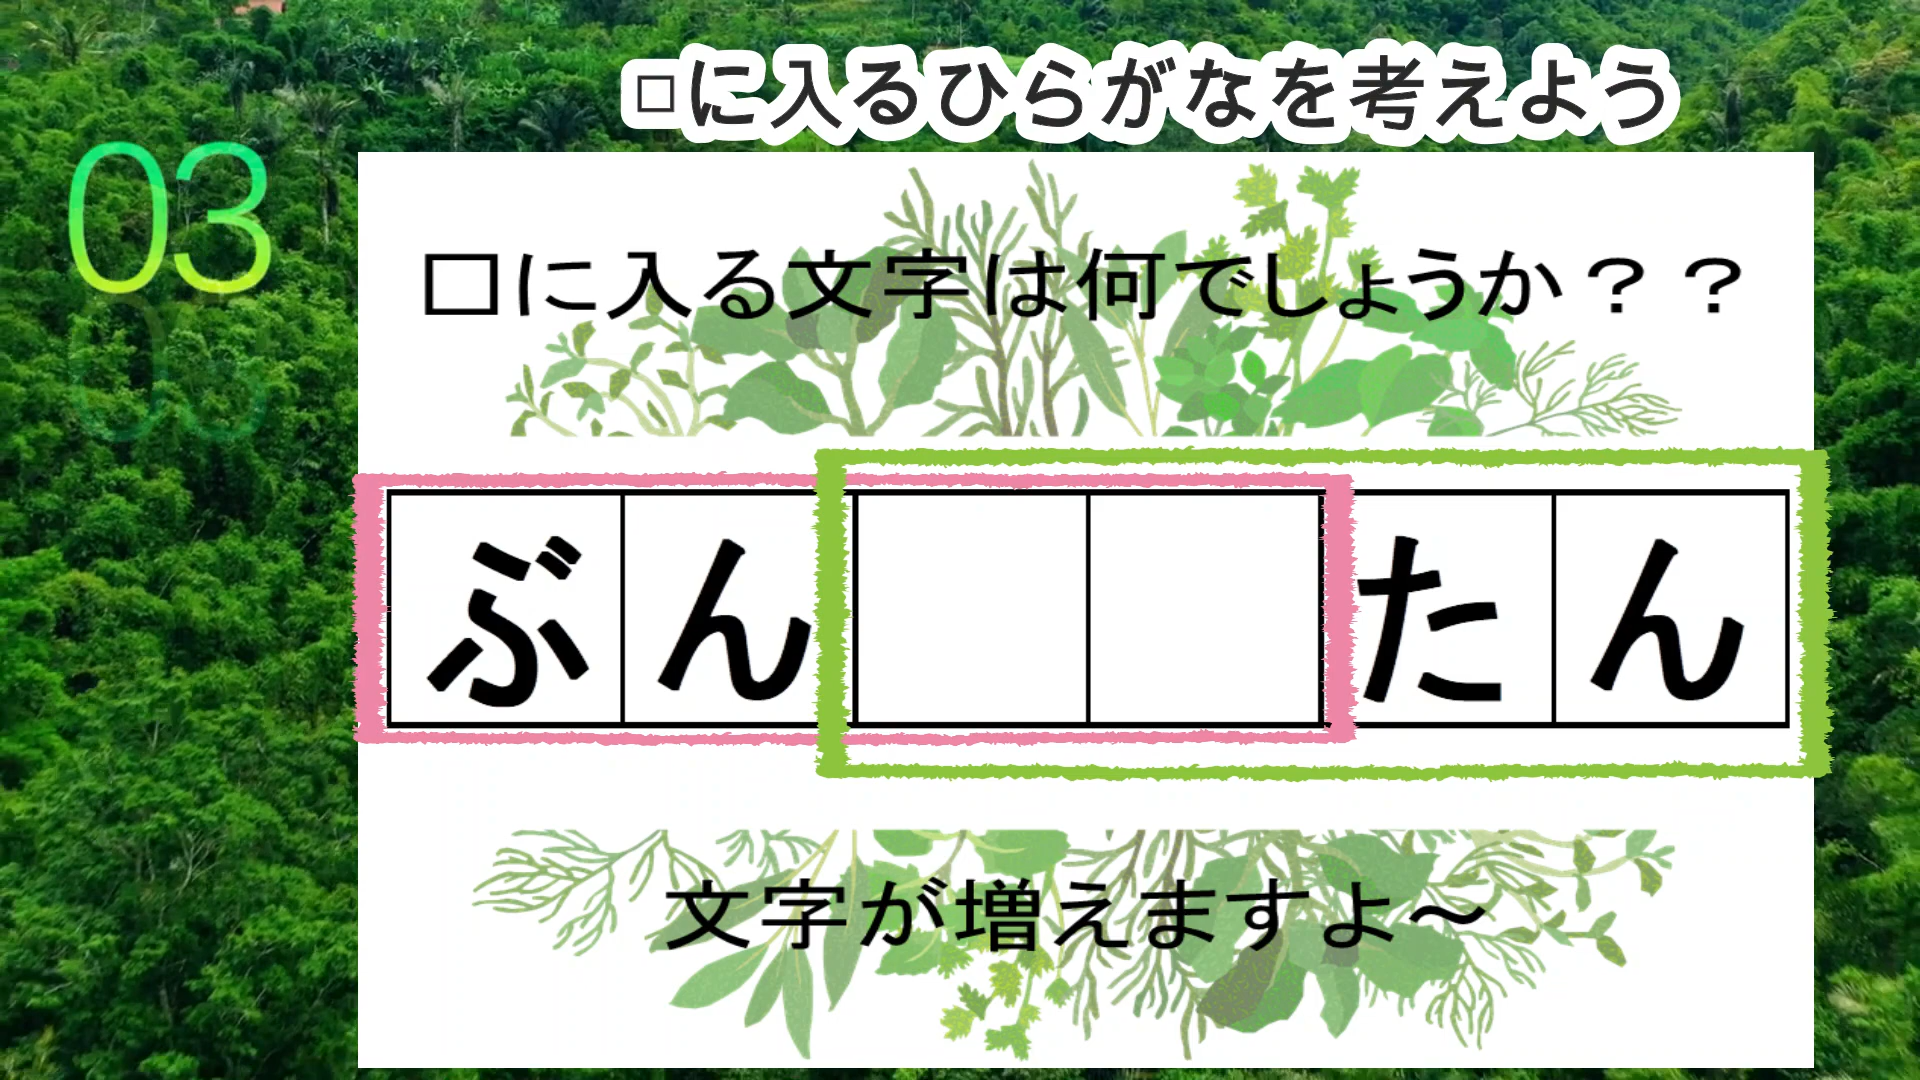 □に入るひらがなを考えよう
03
□に入る文字は何でしょうか？？
ぶん□□たん
文字が増えますよ～